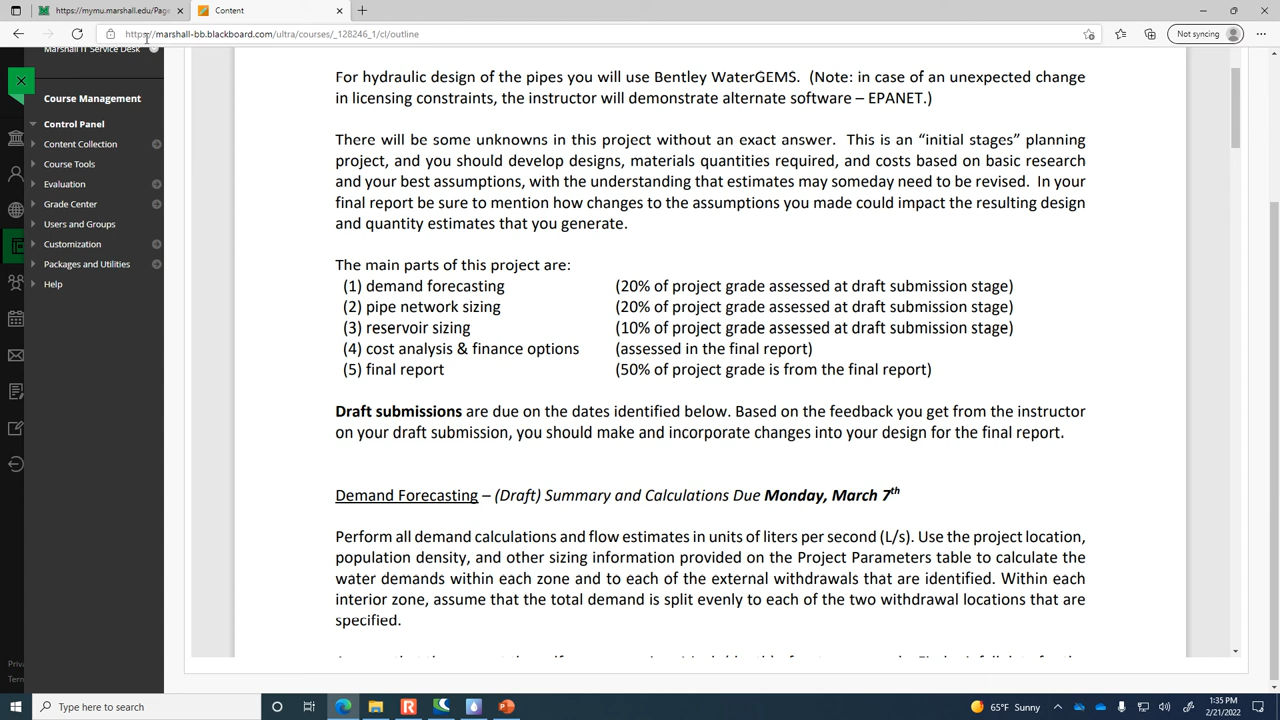 https://mymu.marshall.edu/Page
Content
https://marshall-bb.blackboard.com/ultra/courses/_128246_1/cl/outline
Not syncing
Marshall IT Service Desk
Course Management
Control Panel
Content Collection
Course Tools
Evaluation
Grade Center
Users and Groups
Customization
Packages and Utilities
Help
Priva
Term
For hydraulic design of the pipes you will use Bentley WaterGEMS. (Note: in case of an unexpected change
in licensing constraints, the instructor will demonstrate alternate software – EPANET.)
There will be some unknowns in this project without an exact answer. This is an “initial stages” planning
project, and you should develop designs, materials quantities required, and costs based on basic research
and your best assumptions, with the understanding that estimates may someday need to be revised. In your
final report be sure to mention how changes to the assumptions you made could impact the resulting design
and quantity estimates that you generate.
The main parts of this project are:
(1) demand forecasting (20% of project grade assessed at draft submission stage)
(2) pipe network sizing (20% of project grade assessed at draft submission stage)
(3) reservoir sizing (10% of project grade assessed at draft submission stage)
(4) cost analysis & finance options (assessed in the final report)
(5) final report (50% of project grade is from the final report)
Draft submissions are due on the dates identified below. Based on the feedback you get from the instructor
on your draft submission, you should make and incorporate changes into your design for the final report.
Demand Forecasting – (Draft) Summary and Calculations Due Monday, March 7th
Perform all demand calculations and flow estimates in units of liters per second (L/s). Use the project location,
population density, and other sizing information provided on the Project Parameters table to calculate the
water demands within each zone and to each of the external withdrawals that are identified. Within each
interior zone, assume that the total demand is split evenly to each of the two withdrawal locations that are
specified.
Type here to search
65°F Sunny
1:35 PM
2/21/2022